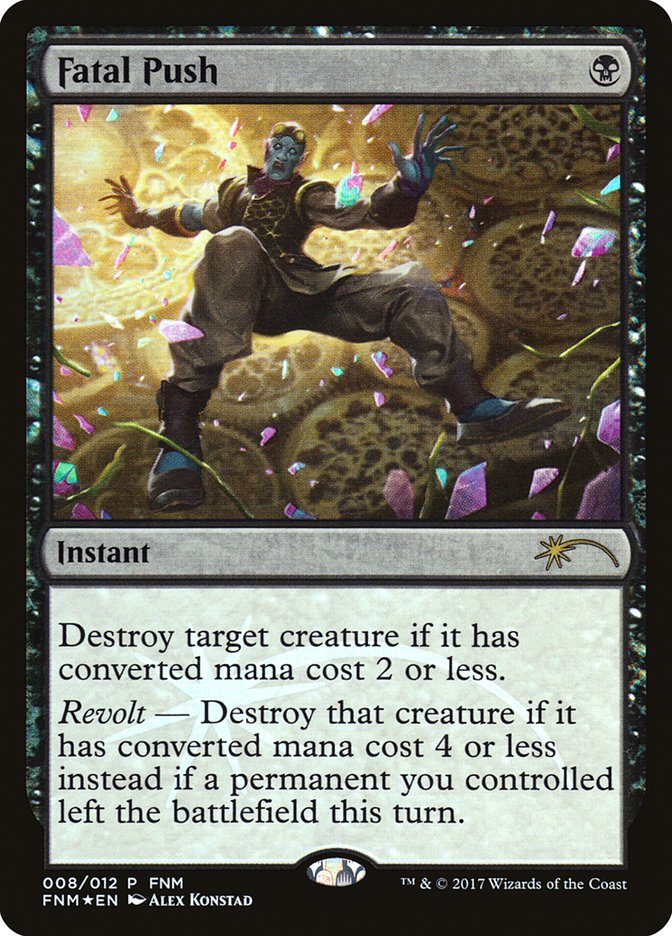 Fatal Push
Instant
Destroy target creature if it has
converted mana cost 2 or less.
Revolt — Destroy that creature if it
has converted mana cost 4 or less
instead if a permanent you controlled
left the battlefield this turn.
008/012 P FNM
FNM★EN Alex Konstad
™ & © 2017 Wizards of the Coast